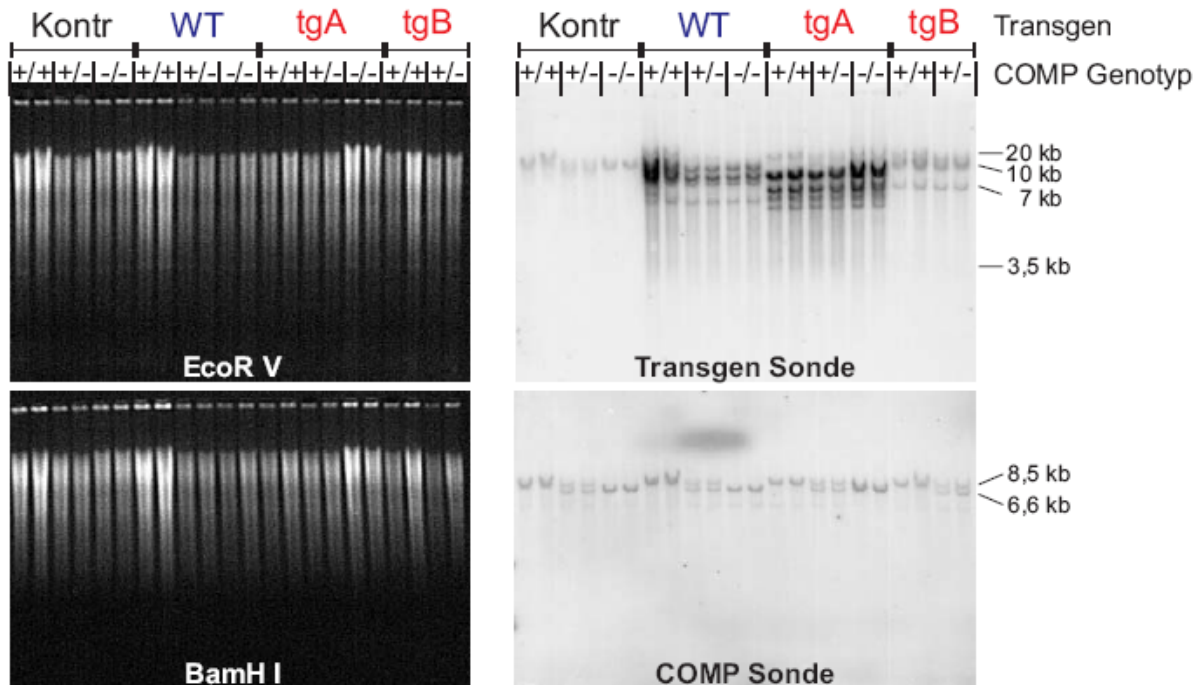 Kontr WT tgA tgB Kontr WT tgA tgB Transgen
+/+ +/- -/- +/+ +/- -/- +/+ +/- -/- +/+ +/- +/+ +/- -/- +/+ +/- -/- +/+ +/- -/- +/+ +/- COMP Genotyp
20 kb
10 kb
7 kb
3,5 kb
EcoR V Transgen Sonde
8,5 kb
6,6 kb
BamH I COMP Sonde